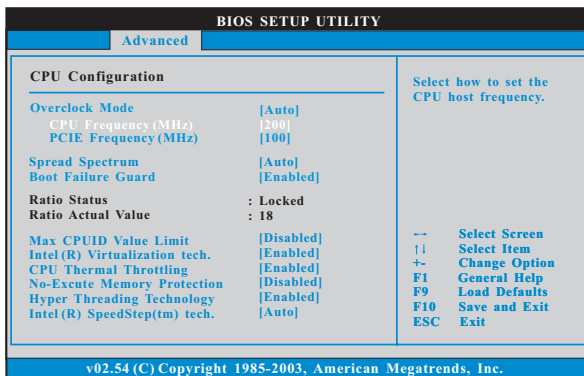 BIOS SETUP UTILITY
Advanced
CPU Configuration
Overclock Mode [Auto]
CPU Frequency (MHz) [200]
PCIE Frequency (MHz) [100]
Spread Spectrum [Auto]
Boot Failure Guard [Enabled]
Ratio Status : Locked
Ratio Actual Value : 18
Max CPUID Value Limit [Disabled]
Intel (R) Virtualization tech. [Enabled]
CPU Thermal Throttling [Enabled]
No-Excute Memory Protection [Disabled]
Hyper Threading Technology [Enabled]
Intel (R) SpeedStep(tm) tech. [Auto]
Select how to set the
CPU host frequency.
←→ Select Screen
↑↓ Select Item
+- Change Option
F1 General Help
F9 Load Defaults
F10 Save and Exit
ESC Exit
v02.54 (C) Copyright 1985-2003, American Megatrends, Inc.